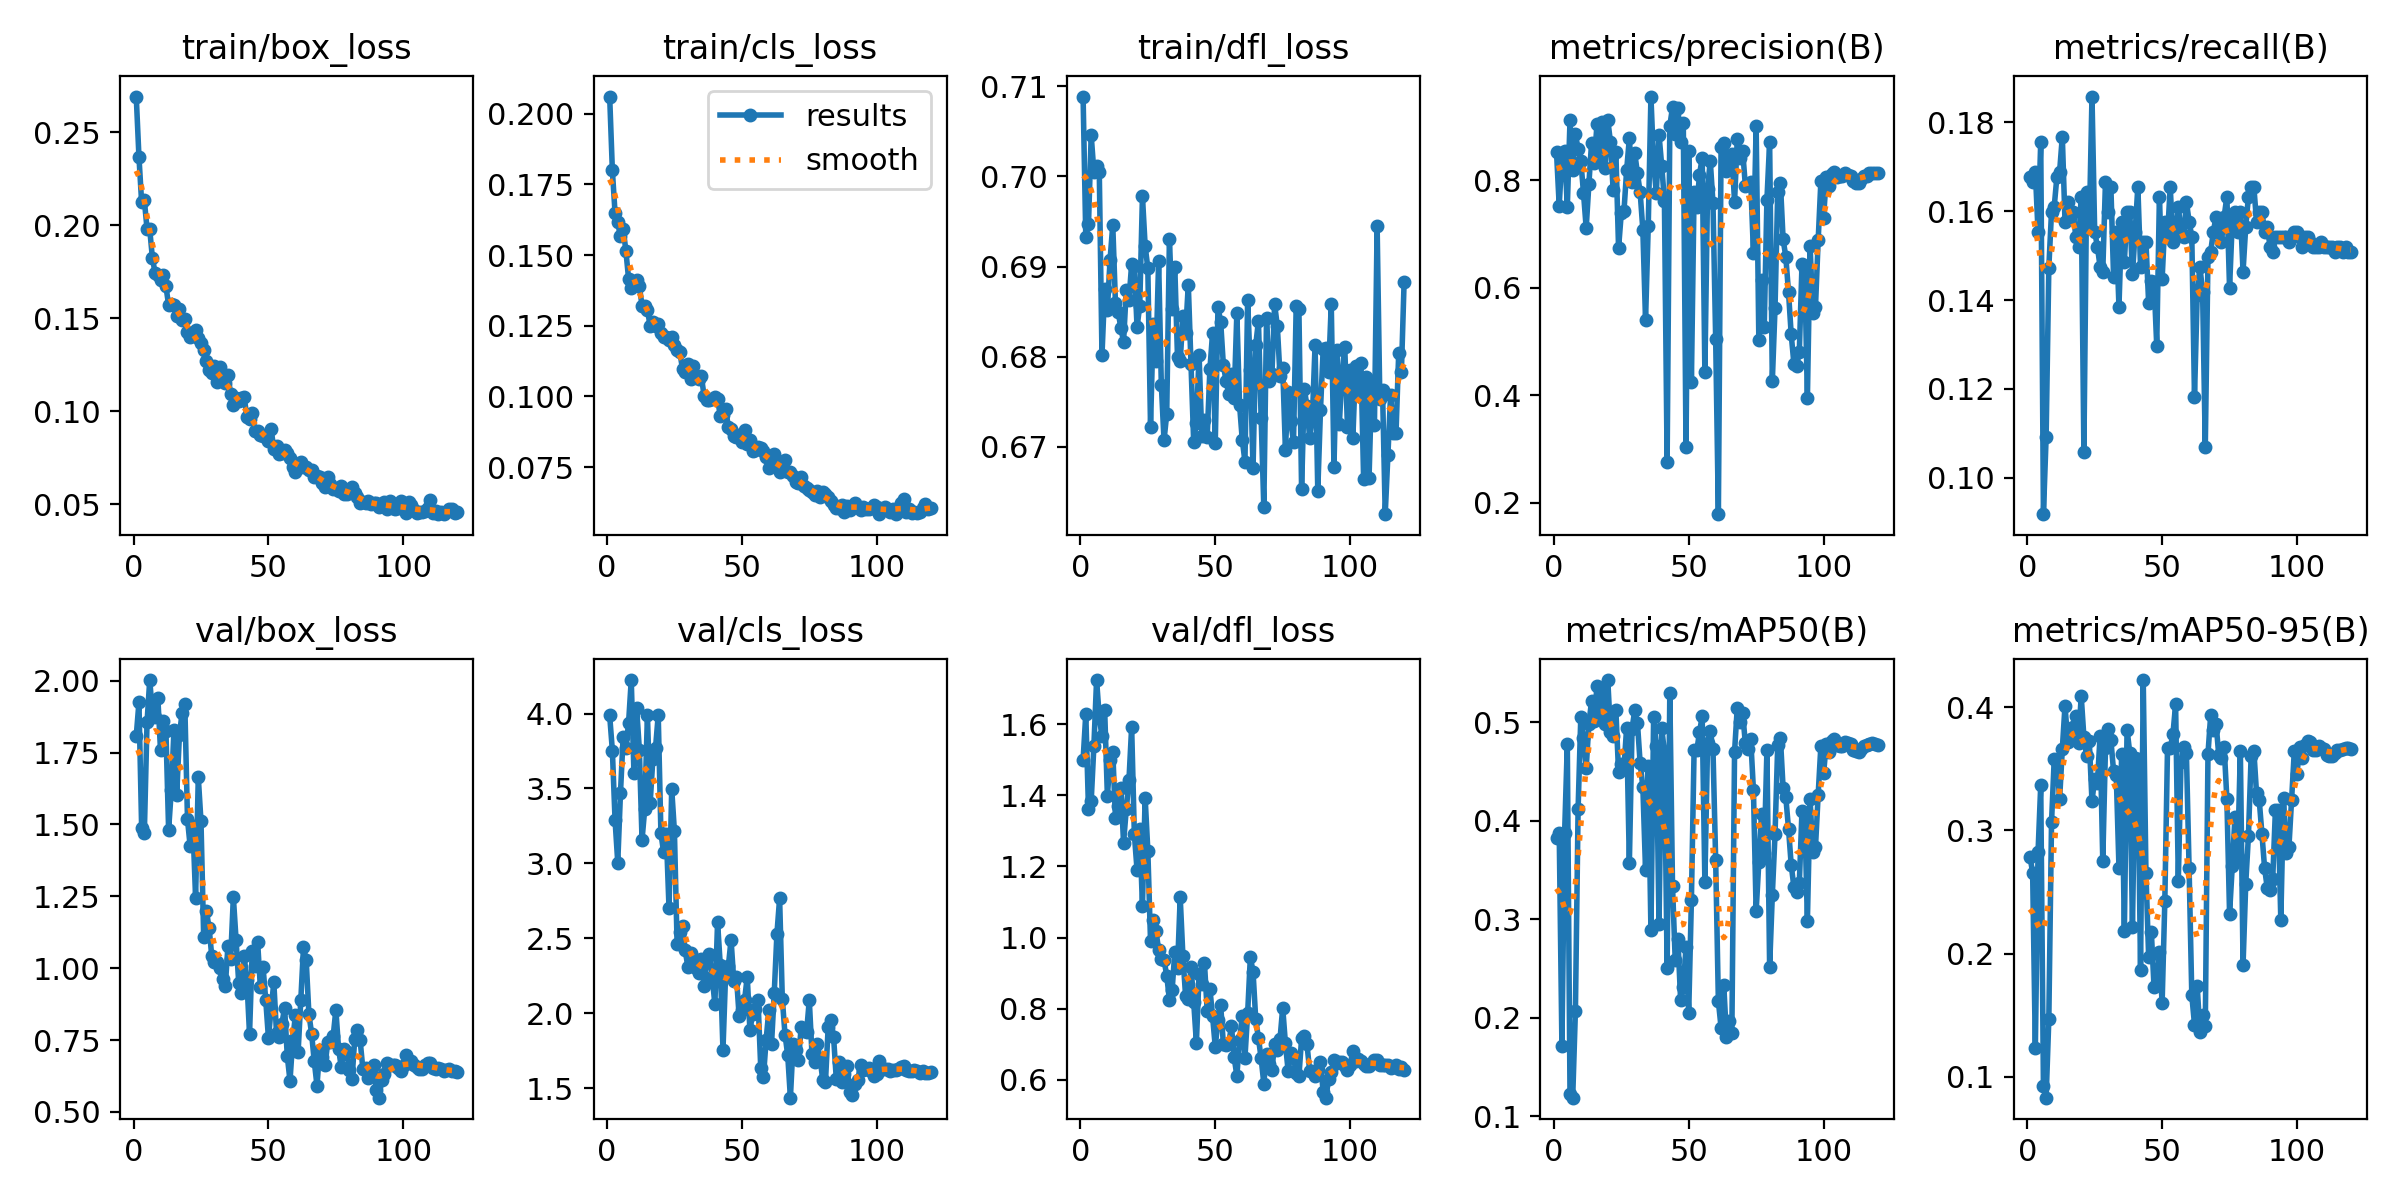 train/box_loss
train/cls_loss
train/dfl_loss
metrics/precision(B)
metrics/recall(B)
0.25
0.20
0.15
0.10
0.05
0 50 100
0.200
0.175
0.150
0.125
0.100
0.075
0 50 100
results
smooth
0.71
0.70
0.69
0.68
0.67
0 50 100
0.8
0.6
0.4
0.2
0 50 100
0.18
0.16
0.14
0.12
0.10
0 50 100
val/box_loss
val/cls_loss
val/dfl_loss
metrics/mAP50(B)
metrics/mAP50-95(B)
2.00
1.75
1.50
1.25
1.00
0.75
0.50
0 50 100
4.0
3.5
3.0
2.5
2.0
1.5
0 50 100
1.6
1.4
1.2
1.0
0.8
0.6
0 50 100
0.5
0.4
0.3
0.2
0.1
0 50 100
0.4
0.3
0.2
0.1
0 50 100